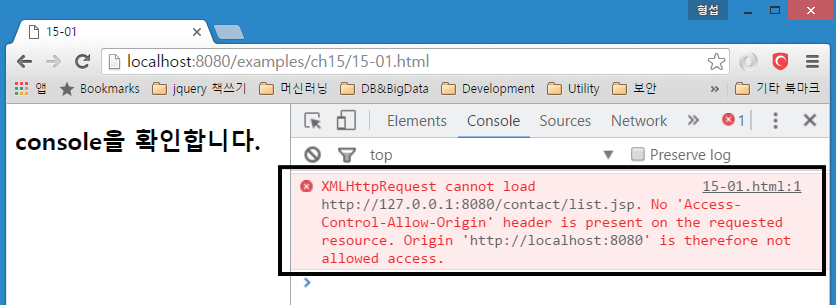 형섭
15-01
localhost:8080/examples/ch15/15-01.html
앱 Bookmarks jquery 책쓰기 머신러닝 DB&BigData Development Utility 보안 » 기타 북마크
Elements Console Sources Network » 1
top Preserve log
console을 확인합니다.
XMLHttpRequest cannot load 15-01.html:1
http://127.0.0.1:8080/contact/list.jsp. No 'Access-
Control-Allow-Origin' header is present on the requested
resource. Origin 'http://localhost:8080' is therefore not
allowed access.